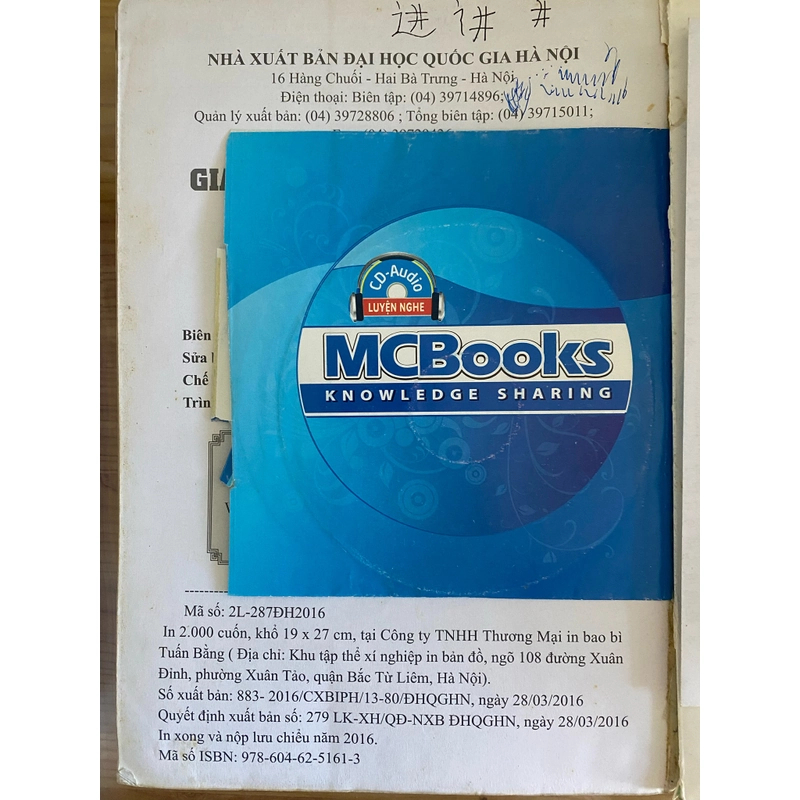 进 讲 井
NHÀ XUẤT BẢN ĐẠI HỌC QUỐC GIA HÀ NỘI
16 Hàng Chuối - Hai Bà Trưng - Hà Nội
Điện thoại: Biên tập: (04) 39714896;
Quản lý xuất bản: (04) 39728806 ; Tổng biên tập: (04) 39715011;
CD-Audio
LUYỆN NGHE
MCBooks
KNOWLEDGE SHARING
Biên
Sửa
Chế
Trìn
Mã số: 2L-287ĐH2016
In 2.000 cuốn, khổ 19 x 27 cm, tại Công ty TNHH Thương Mại in bao bì
Tuấn Bằng ( Địa chỉ: Khu tập thể xí nghiệp in bản đồ, ngõ 108 đường Xuân
Đỉnh, phường Xuân Tảo, quận Bắc Từ Liêm, Hà Nội).
Số xuất bản: 883- 2016/CXBIPH/13-80/ĐHQGHN, ngày 28/03/2016
Quyết định xuất bản số: 279 LK-XH/QĐ-NXB ĐHQGHN, ngày 28/03/2016
In xong và nộp lưu chiểu năm 2016.
Mã số ISBN: 978-604-62-5161-3